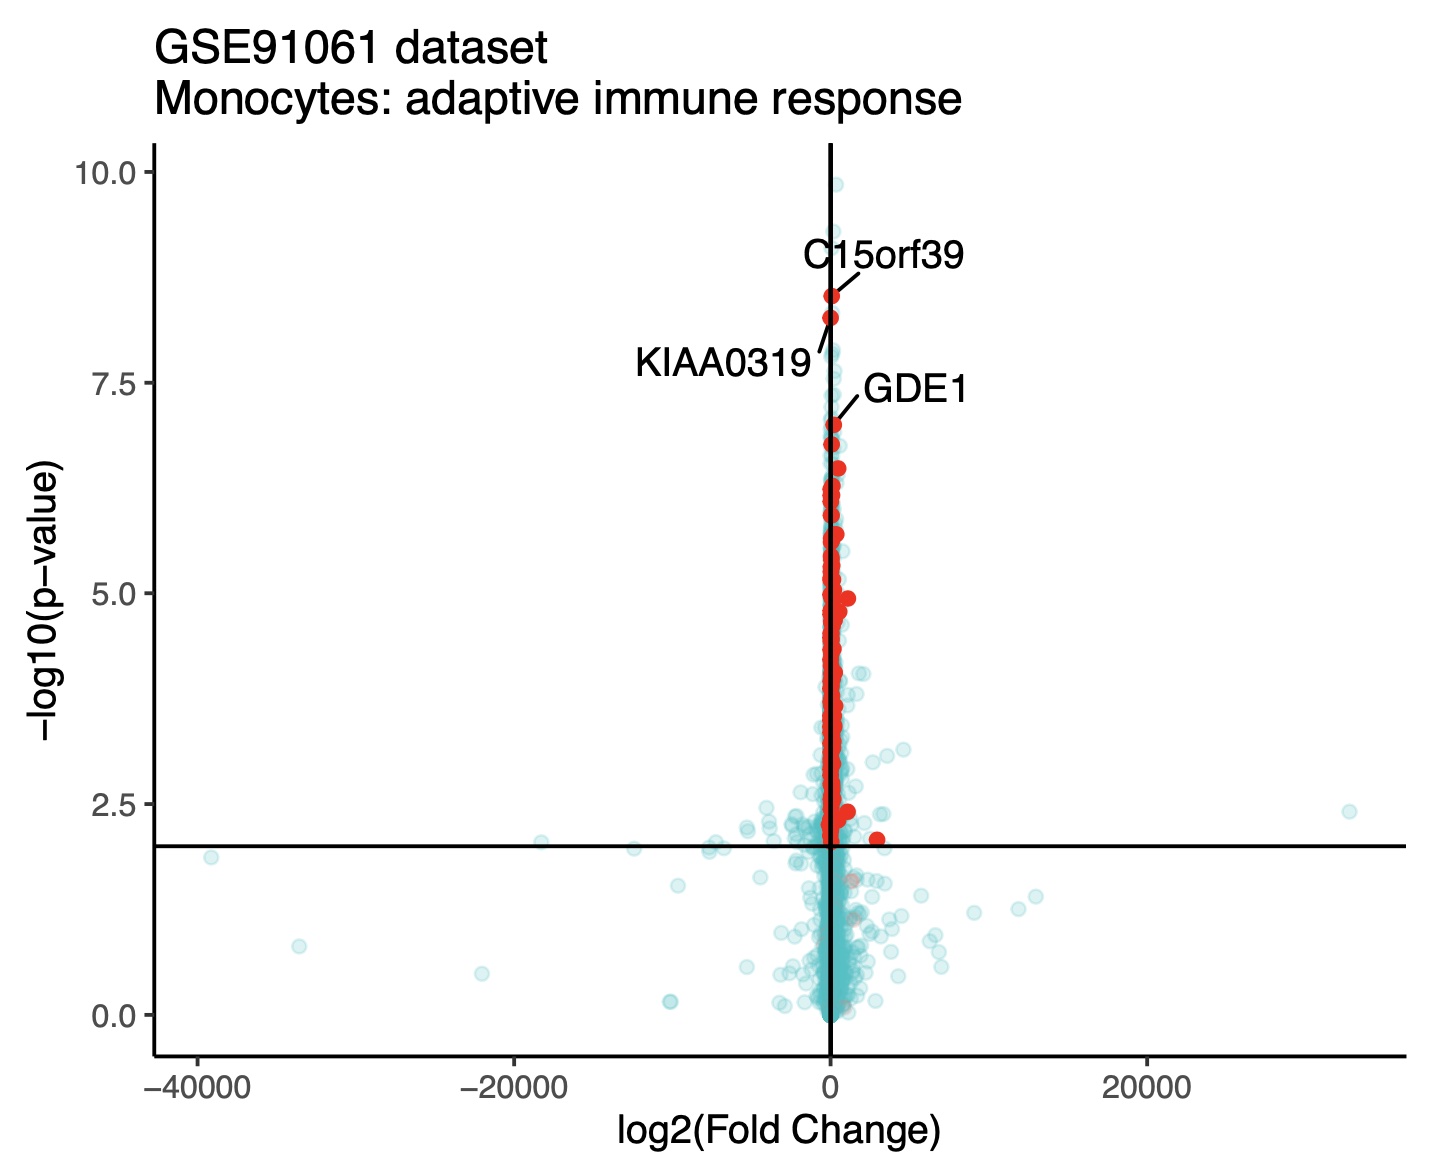 GSE91061 dataset
Monocytes: adaptive immune response
10.0
C15orf39
KIAA0319
7.5
GDE1
−log10(p−value)
5.0
2.5
0.0
−40000
−20000
0
20000
log2(Fold Change)